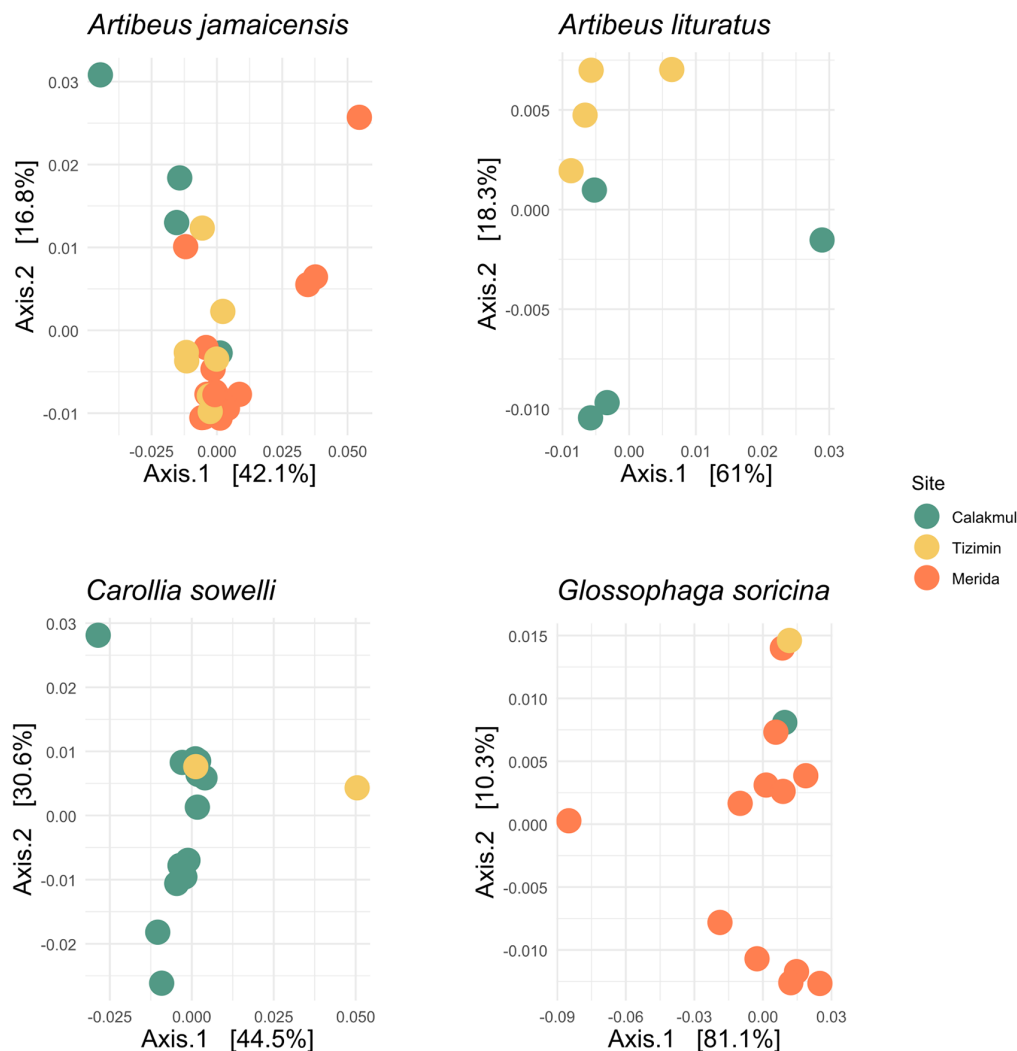 Artibeus jamaicensis
0.03
0.02
0.01
0.00
-0.01
Axis.2 [16.8%]
-0.025 0.000 0.025 0.050
Axis.1 [42.1%]
Artibeus lituratus
0.005
0.000
-0.005
-0.010
Axis.2 [18.3%]
-0.01 0.00 0.01 0.02 0.03
Axis.1 [61%]
Site
Calakmul
Tizimin
Merida
Carollia sowelli
0.03
0.02
0.01
0.00
-0.01
-0.02
Axis.2 [30.6%]
-0.025 0.000 0.025 0.050
Axis.1 [44.5%]
Glossophaga soricina
0.015
0.010
0.005
0.000
-0.005
-0.010
Axis.2 [10.3%]
-0.09 -0.06 -0.03 0.00 0.03
Axis.1 [81.1%]